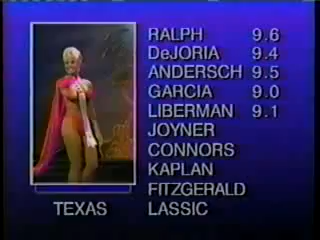 RALPH 9.6
DeJORIA 9.4
ANDERSCH 9.5
GARCIA 9.0
LIBERMAN 9.1
JOYNER
CONNORS
KAPLAN
FITZGERALD
TEXAS LASSIC